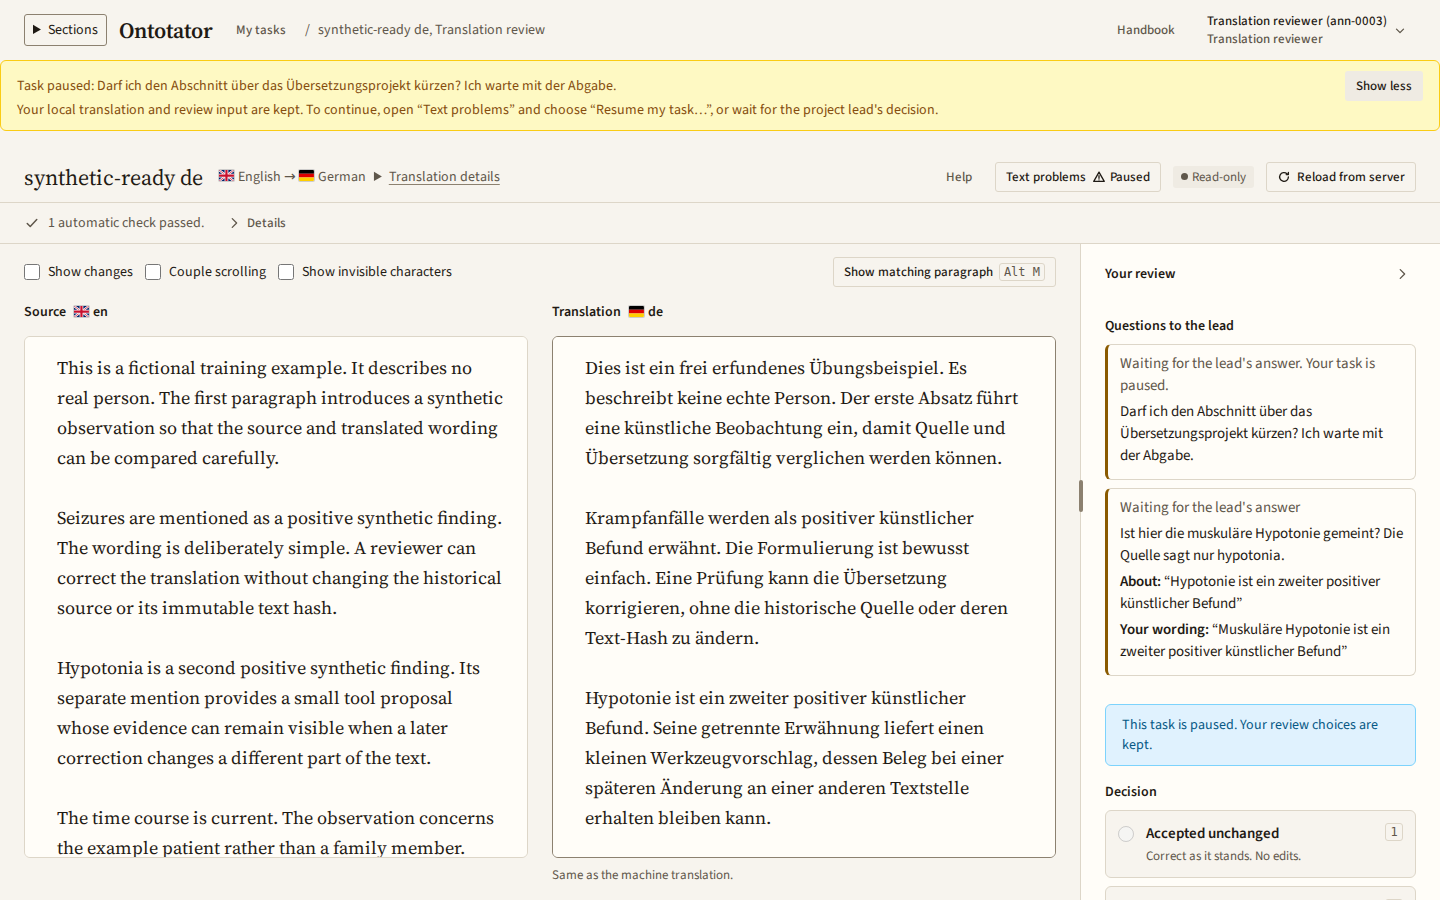 Sections
Ontotator
My tasks
/ synthetic-ready de, Translation review
Handbook
Translation reviewer (ann-0003)
Translation reviewer
Task paused: Darf ich den Abschnitt über das Übersetzungsprojekt kürzen? Ich warte mit der Abgabe.
Your local translation and review input are kept. To continue, open “Text problems” and choose “Resume my task…”, or wait for the project lead's decision.
Show less
synthetic-ready de
English → German
Translation details
Help
Text problems Paused
Read-only
Reload from server
1 automatic check passed.
Details
Show changes
Couple scrolling
Show invisible characters
Show matching paragraph Alt M
Source en
This is a fictional training example. It describes no
real person. The first paragraph introduces a synthetic
observation so that the source and translated wording
can be compared carefully.
Seizures are mentioned as a positive synthetic finding.
The wording is deliberately simple. A reviewer can
correct the translation without changing the historical
source or its immutable text hash.
Hypotonia is a second positive synthetic finding. Its
separate mention provides a small tool proposal
whose evidence can remain visible when a later
correction changes a different part of the text.
The time course is current. The observation concerns
the example patient rather than a family member.
Translation de
Dies ist ein frei erfundenes Übungsbeispiel. Es
beschreibt keine echte Person. Der erste Absatz führt
eine künstliche Beobachtung ein, damit Quelle und
Übersetzung sorgfältig verglichen werden können.
Krampfanfälle werden als positiver künstlicher
Befund erwähnt. Die Formulierung ist bewusst
einfach. Eine Prüfung kann die Übersetzung
korrigieren, ohne die historische Quelle oder deren
Text-Hash zu ändern.
Hypotonie ist ein zweiter positiver künstlicher
Befund. Seine getrennte Erwähnung liefert einen
kleinen Werkzeugvorschlag, dessen Beleg bei einer
späteren Änderung an einer anderen Textstelle
erhalten bleiben kann.
Same as the machine translation.
Your review
Questions to the lead
Waiting for the lead's answer. Your task is
paused.
Darf ich den Abschnitt über das
Übersetzungsprojekt kürzen? Ich warte mit
der Abgabe.
Waiting for the lead's answer
Ist hier die muskuläre Hypotonie gemeint? Die
Quelle sagt nur hypotonia.
About: “Hypotonie ist ein zweiter positiver
künstlicher Befund”
Your wording: “Muskuläre Hypotonie ist ein
zweiter positiver künstlicher Befund”
This task is paused. Your review choices are
kept.
Decision
Accepted unchanged 1
Correct as it stands. No edits.